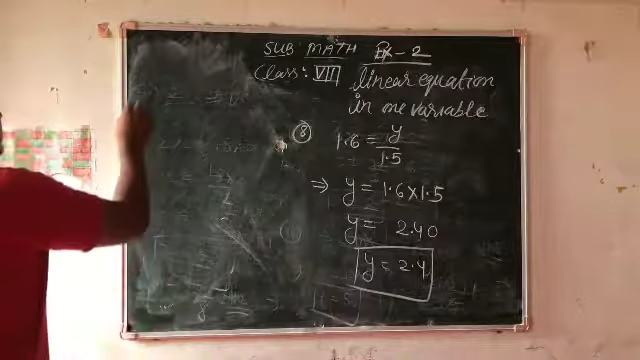 SUB MATH Ex - 2
Class: VII linear equation
in one variable
⑧ 1.6 = y/1.5
⇒ y = 1.6×1.5
y = 2.40
y = 2.4